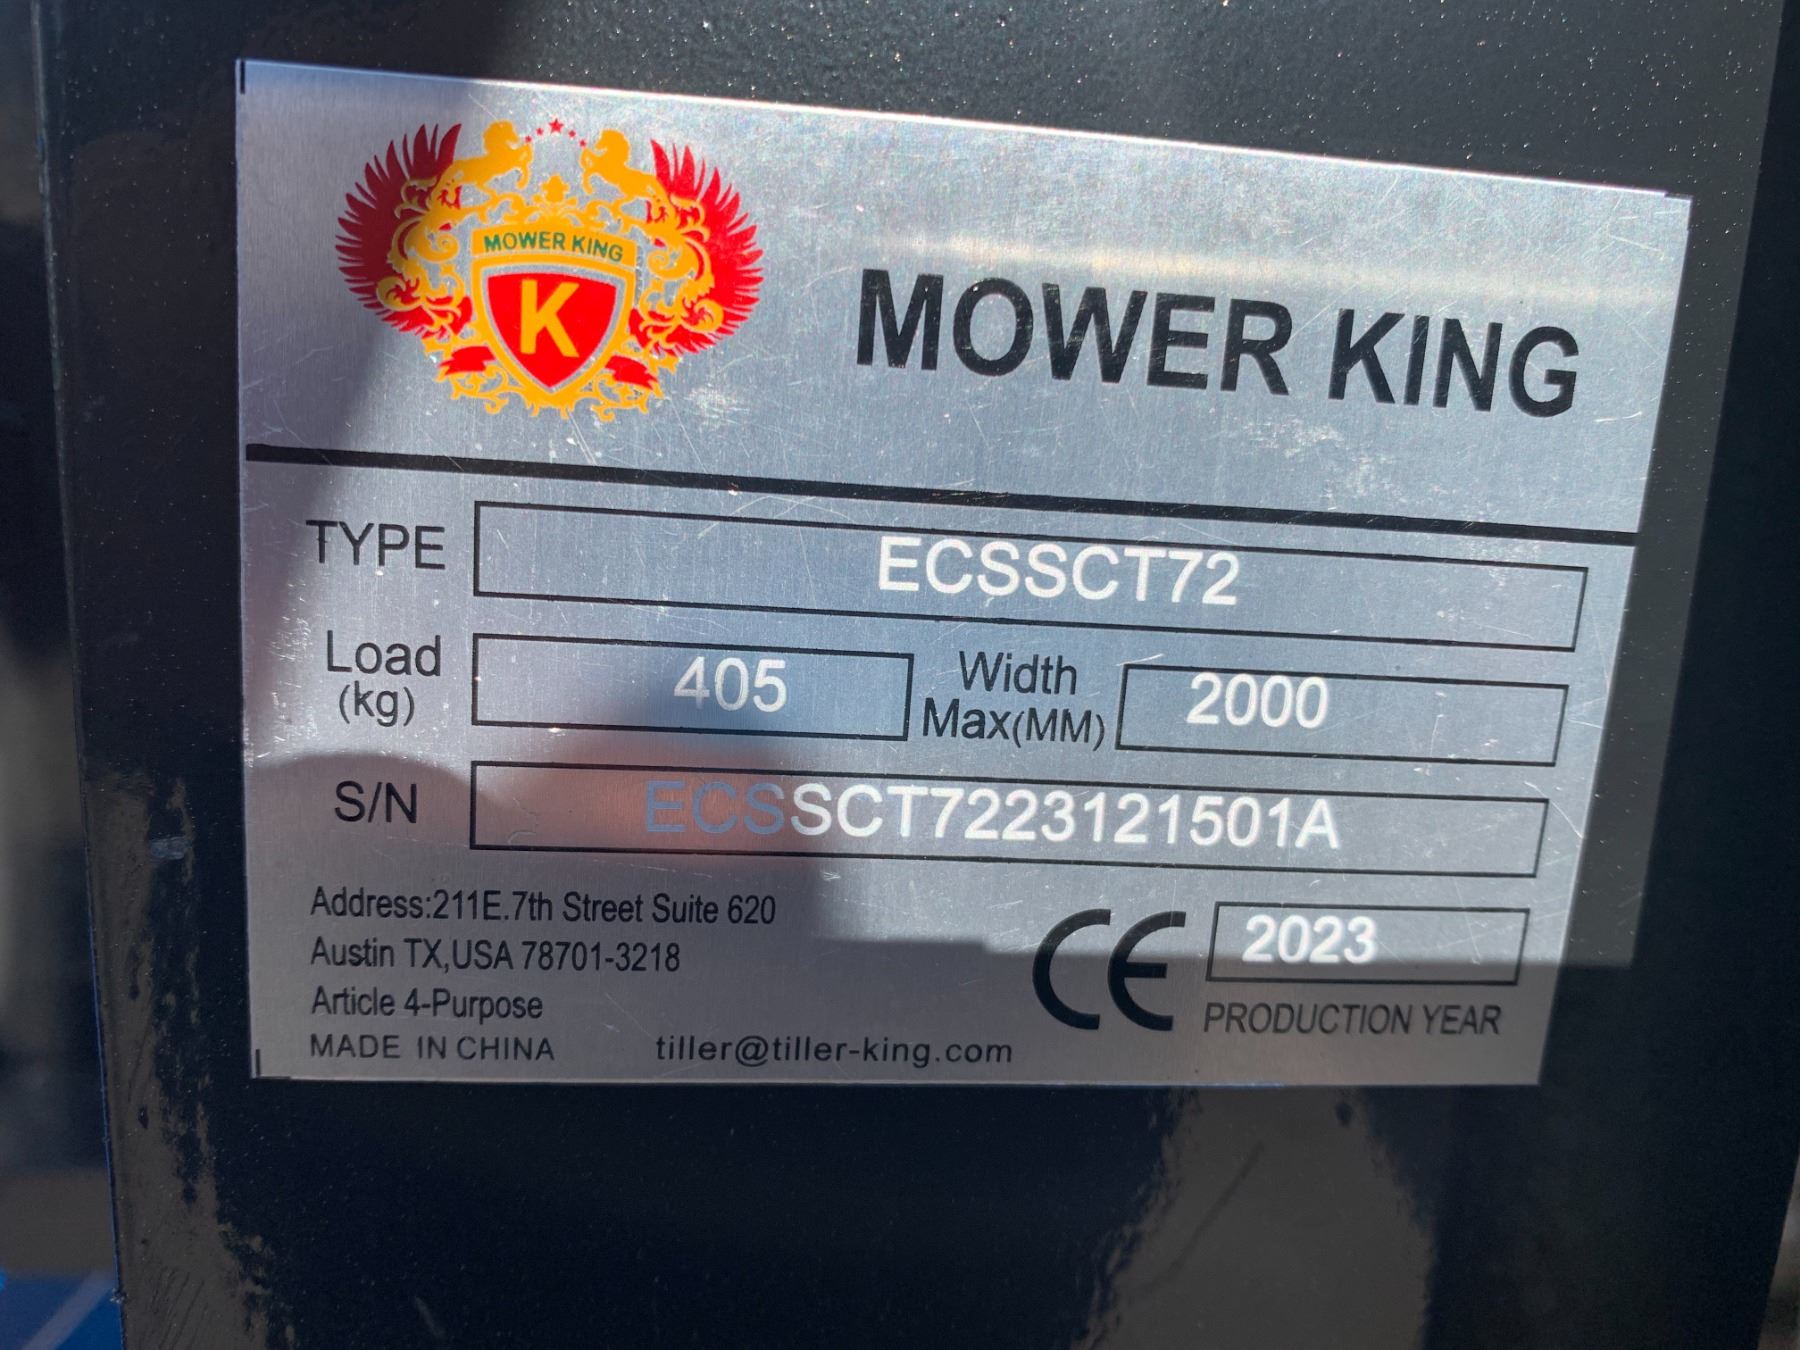 MOWER KING
K
MOWER KING
TYPE ECSSCT72
Load (kg) 405 Width Max(MM) 2000
S/N ECSSCT7223121501A
Address:211E.7th Street Suite 620
Austin TX,USA 78701-3218
Article 4-Purpose
MADE IN CHINA tiller@tiller-king.com
CE 2023
PRODUCTION YEAR